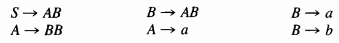 S → AB B → AB B → a
A → BB A → a B → b